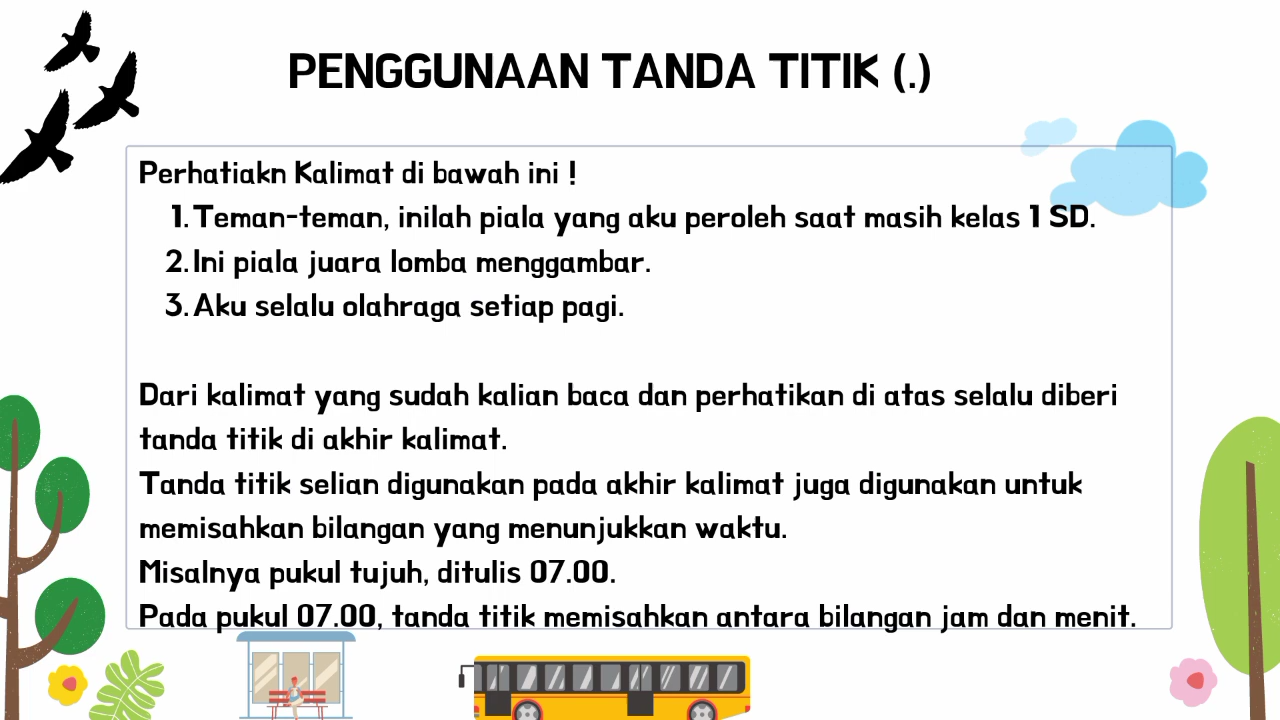 PENGGUNAAN TANDA TITIK (.)
Perhatiakn Kalimat di bawah ini !
1. Teman-teman, inilah piala yang aku peroleh saat masih kelas 1 SD.
2. Ini piala juara lomba menggambar.
3. Aku selalu olahraga setiap pagi.
Dari kalimat yang sudah kalian baca dan perhatikan di atas selalu diberi
tanda titik di akhir kalimat.
Tanda titik selian digunakan pada akhir kalimat juga digunakan untuk
memisahkan bilangan yang menunjukkan waktu.
Misalnya pukul tujuh, ditulis 07.00.
Pada pukul 07.00, tanda titik memisahkan antara bilangan jam dan menit.